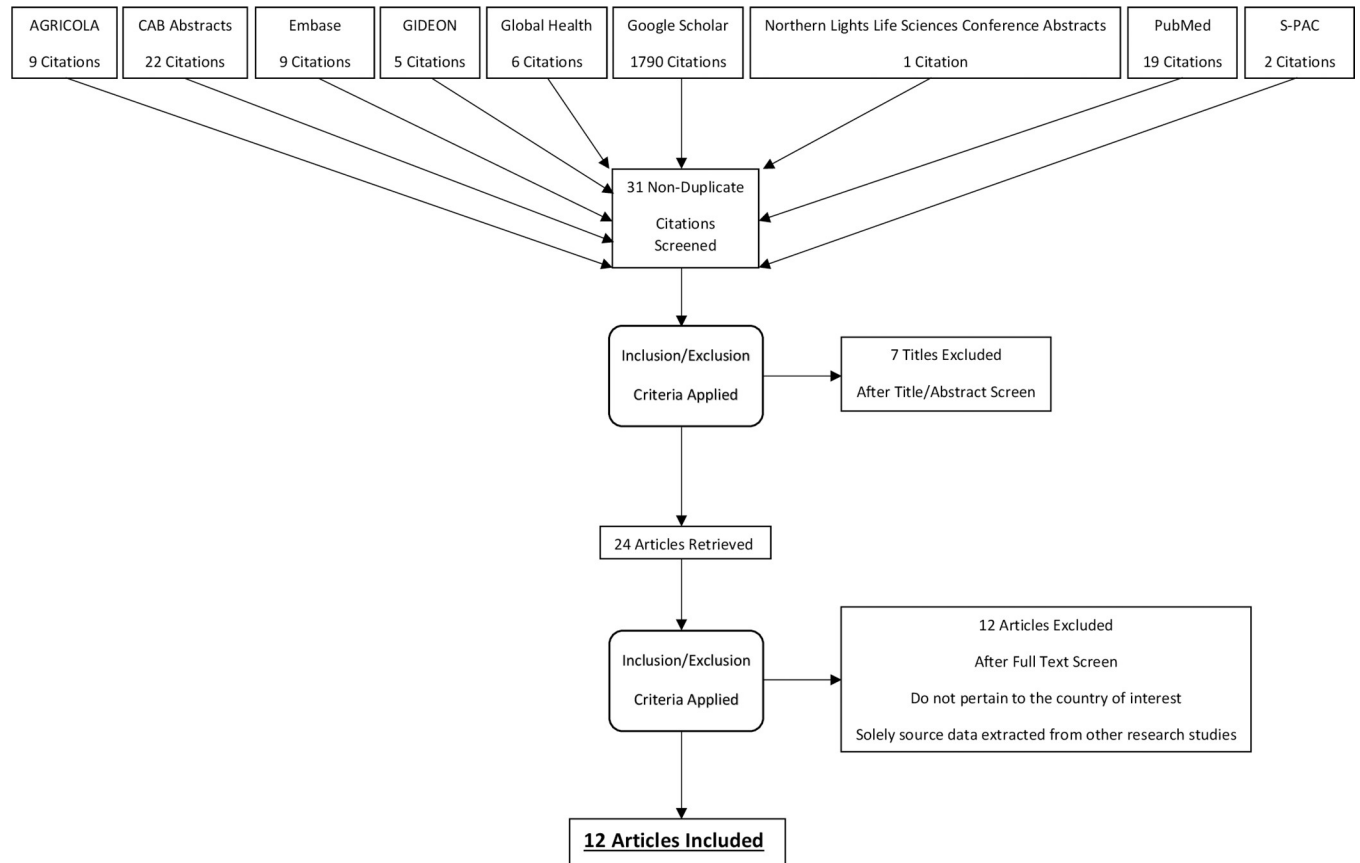 AGRICOLA
9 Citations
CAB Abstracts
22 Citations
Embase
9 Citations
GIDEON
5 Citations
Global Health
6 Citations
Google Scholar
1790 Citations
Northern Lights Life Sciences Conference Abstracts
1 Citation
PubMed
19 Citations
S-PAC
2 Citations
31 Non-Duplicate
Citations
Screened
Inclusion/Exclusion
Criteria Applied
7 Titles Excluded
After Title/Abstract Screen
24 Articles Retrieved
Inclusion/Exclusion
Criteria Applied
12 Articles Excluded
After Full Text Screen
Do not pertain to the country of interest
Solely source data extracted from other research studies
12 Articles Included